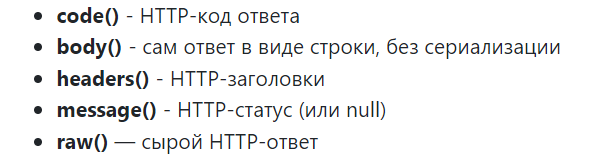 • code() - HTTP-код ответа
• body() - сам ответ в виде строки, без сериализации
• headers() - HTTP-заголовки
• message() - HTTP-статус (или null)
• raw() — сырой HTTP-ответ